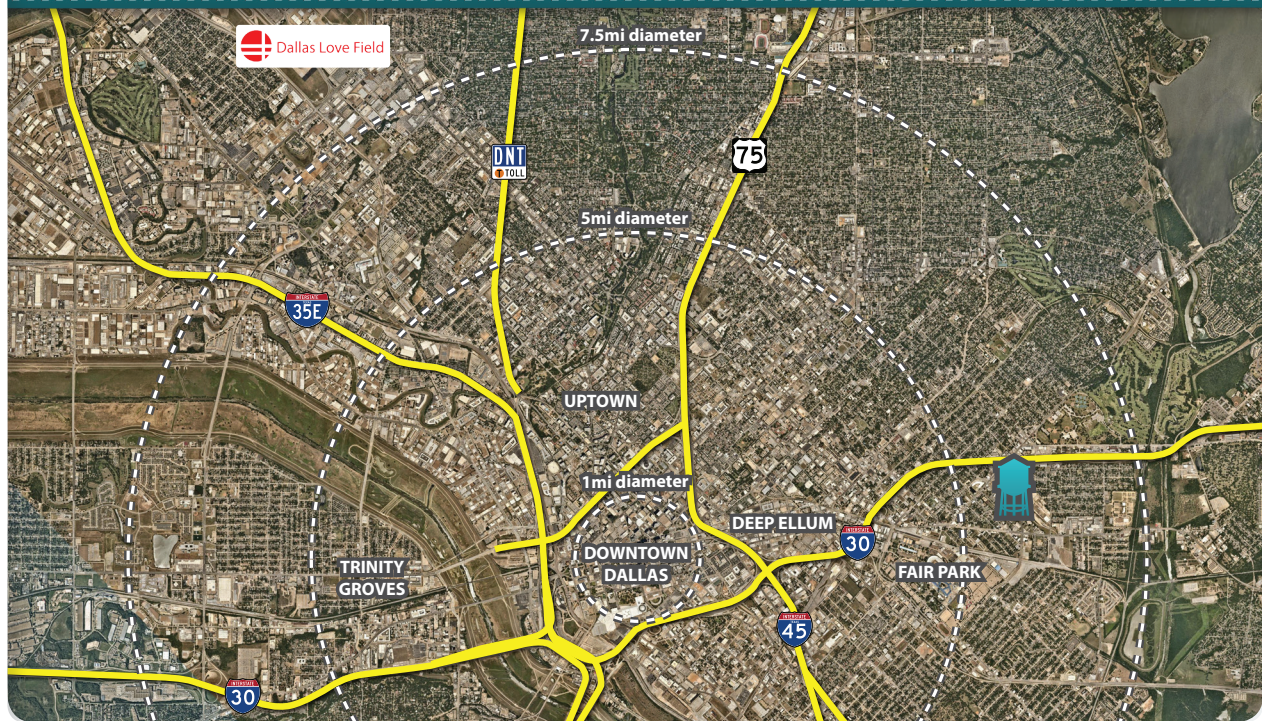 7.5mi diameter
Dallas Love Field
DNT
T TOLL
75
5mi diameter
INTERSTATE
35E
UPTOWN
1mi diameter
DEEP ELLUM
INTERSTATE
30
DOWNTOWN
DALLAS
TRINITY
GROVES
FAIR PARK
INTERSTATE
45
INTERSTATE
30